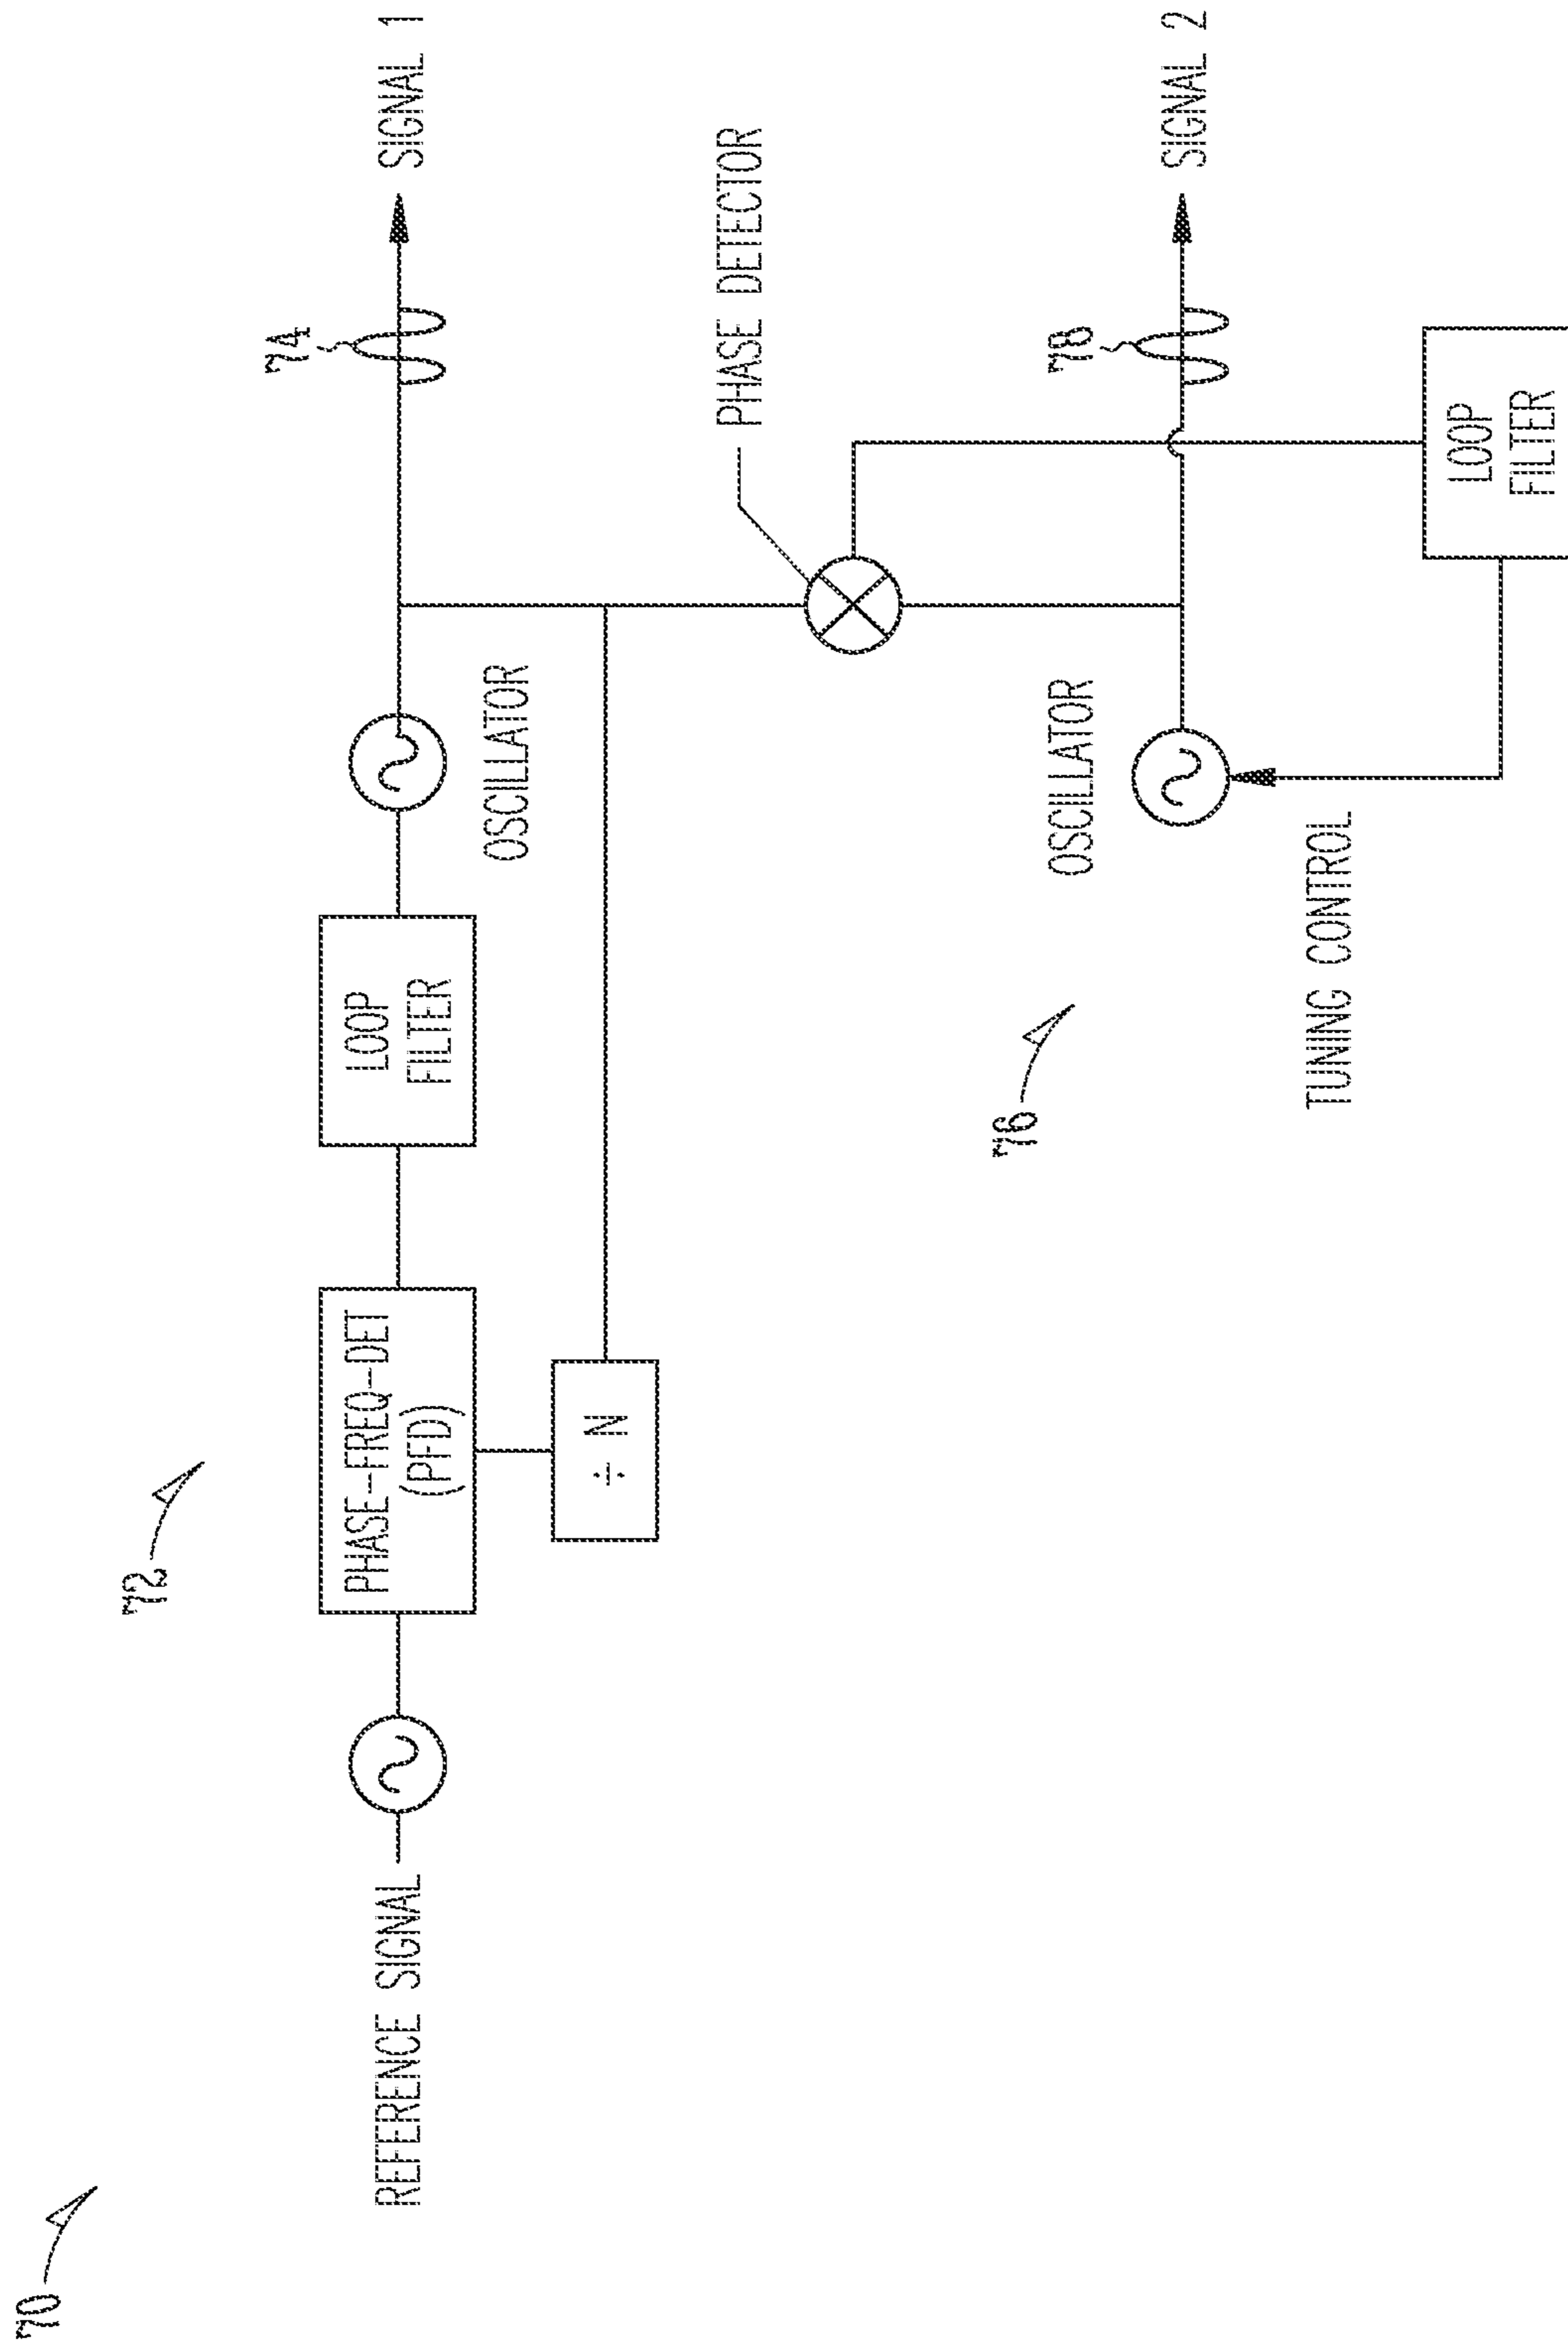 70
72
REFERENCE SIGNAL
PHASE-FREQ-DET
(PFD)
÷ N
LOOP
FILTER
OSCILLATOR
74
SIGNAL 1
PHASE DETECTOR
76
OSCILLATOR
TUNING CONTROL
78
SIGNAL 2
LOOP
FILTER